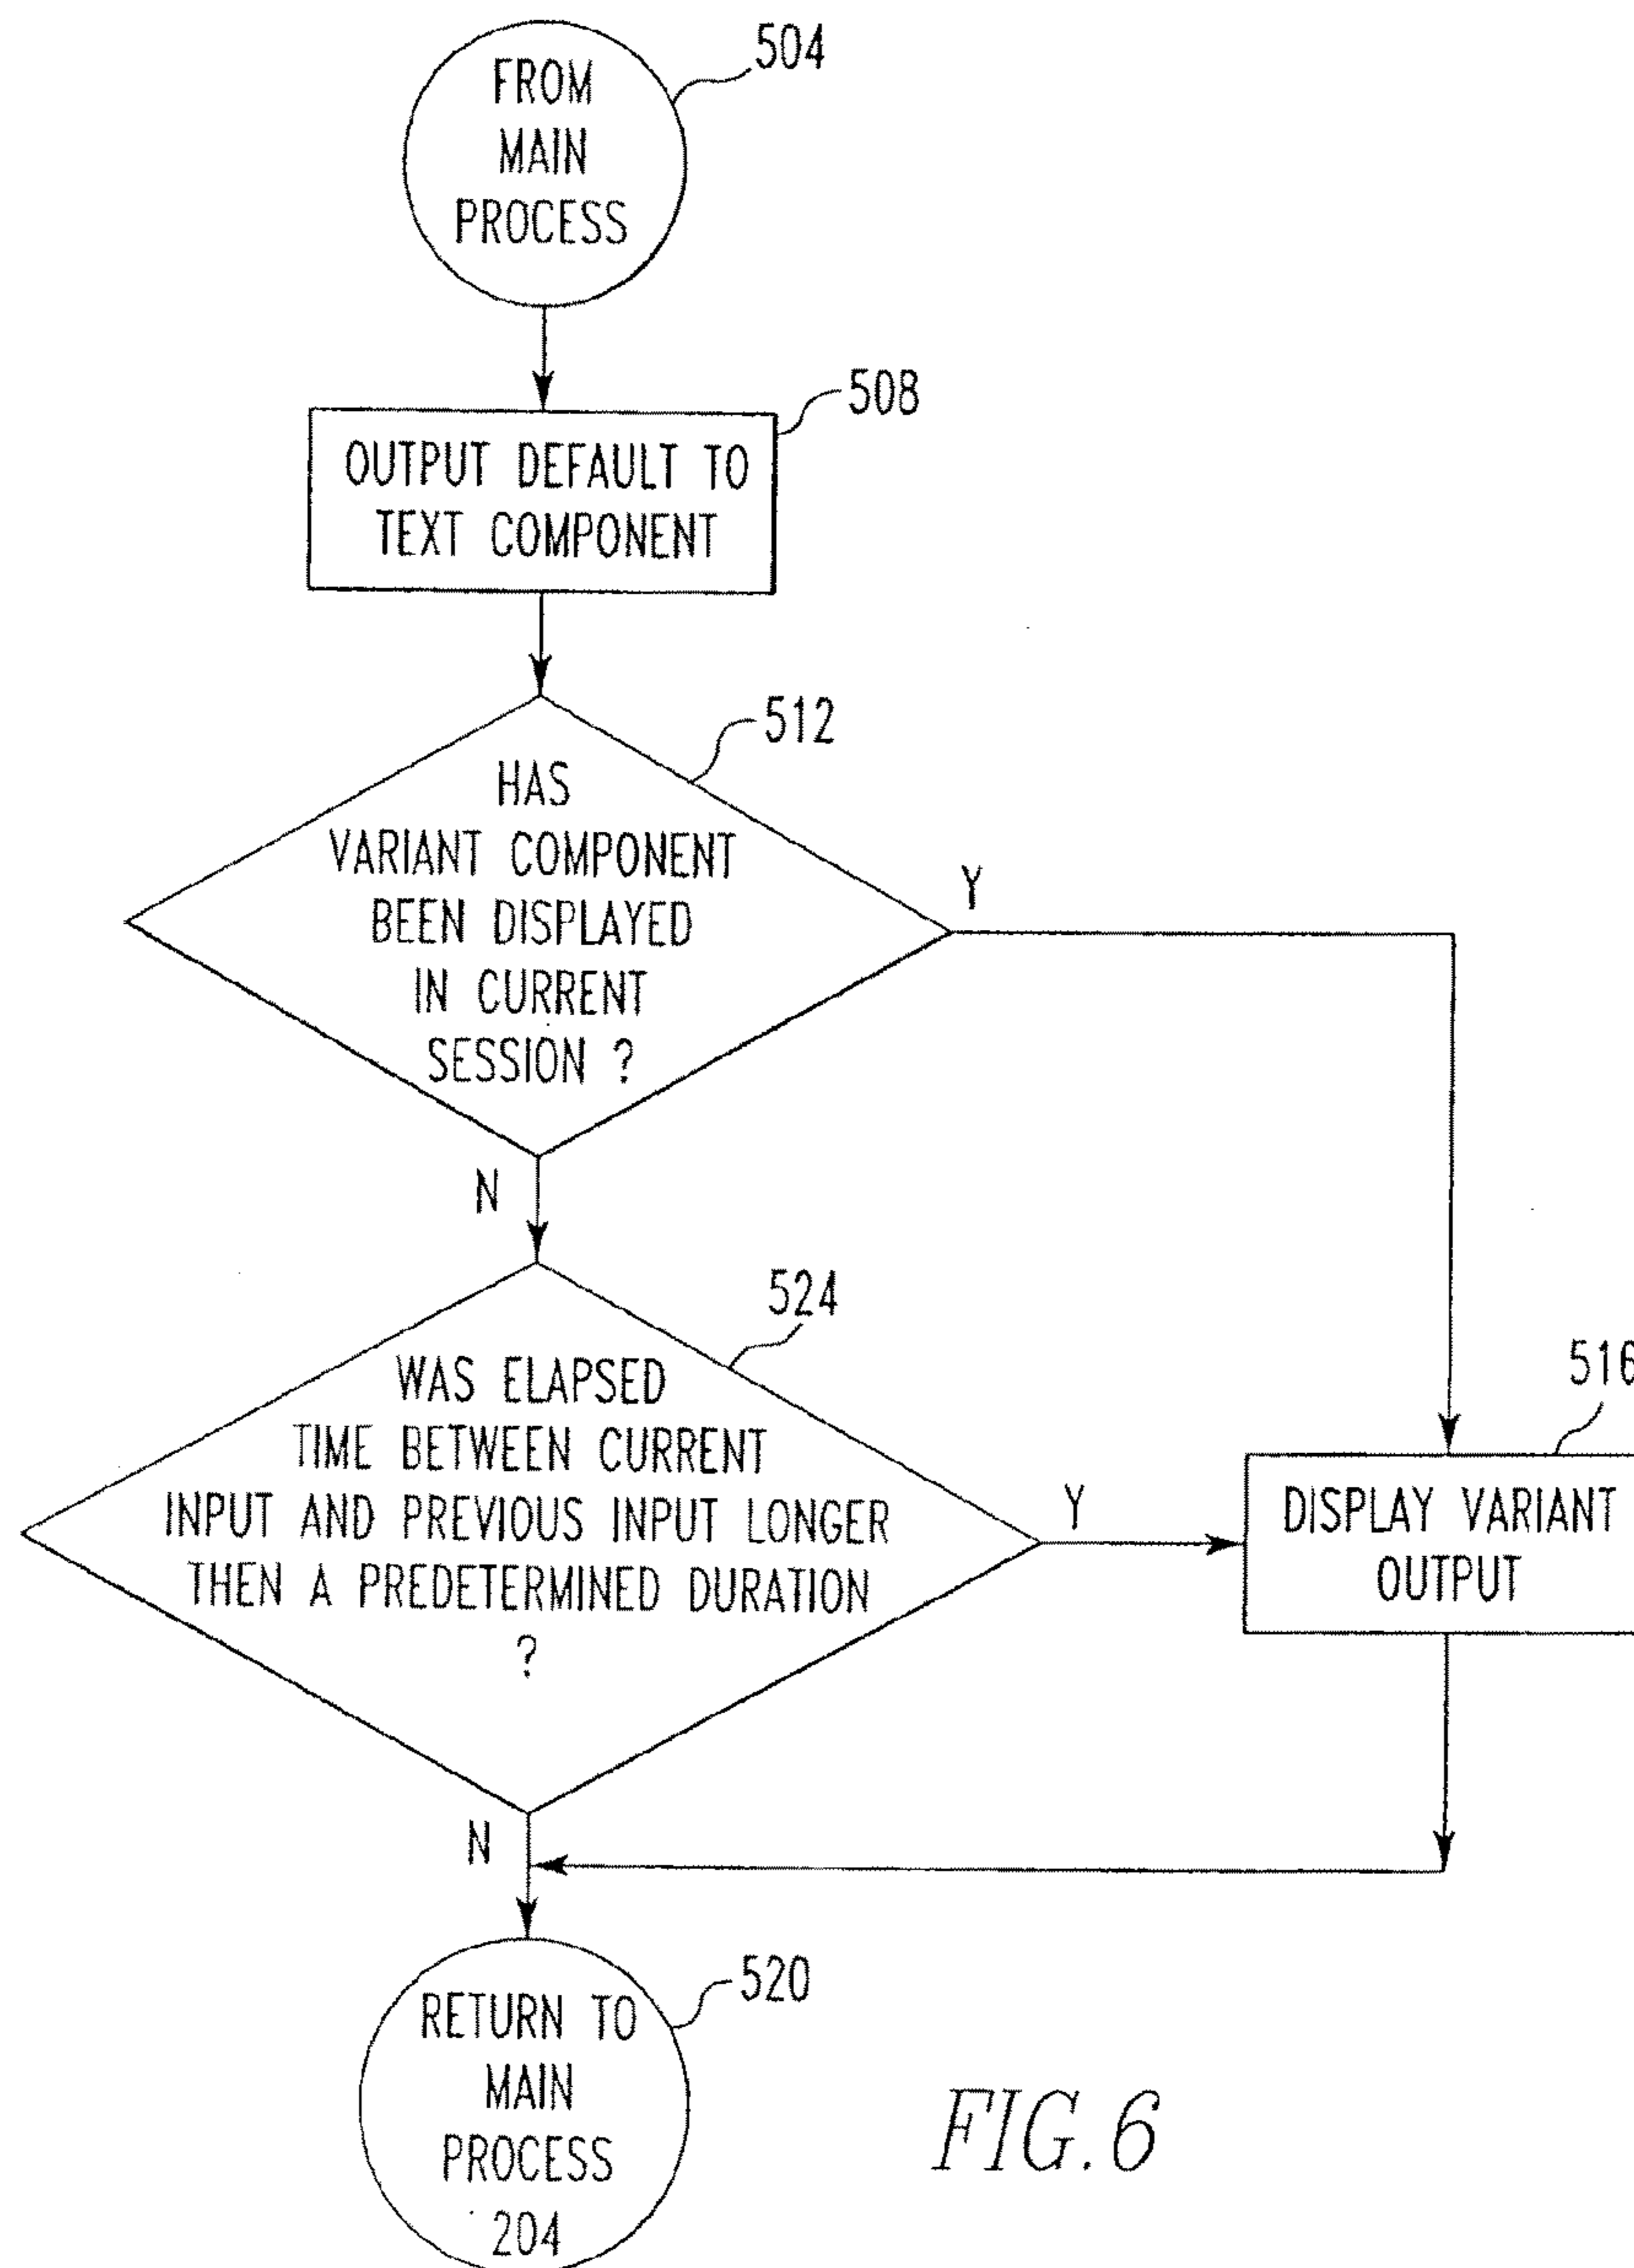 504
FROM
MAIN
PROCESS
508
OUTPUT DEFAULT TO
TEXT COMPONENT
512
HAS
VARIANT COMPONENT
BEEN DISPLAYED
IN CURRENT
SESSION ?
Y
N
524
WAS ELAPSED
TIME BETWEEN CURRENT
INPUT AND PREVIOUS INPUT LONGER
THEN A PREDETERMINED DURATION
?
Y
516
DISPLAY VARIANT
OUTPUT
N
520
RETURN TO
MAIN
PROCESS
204
FIG. 6